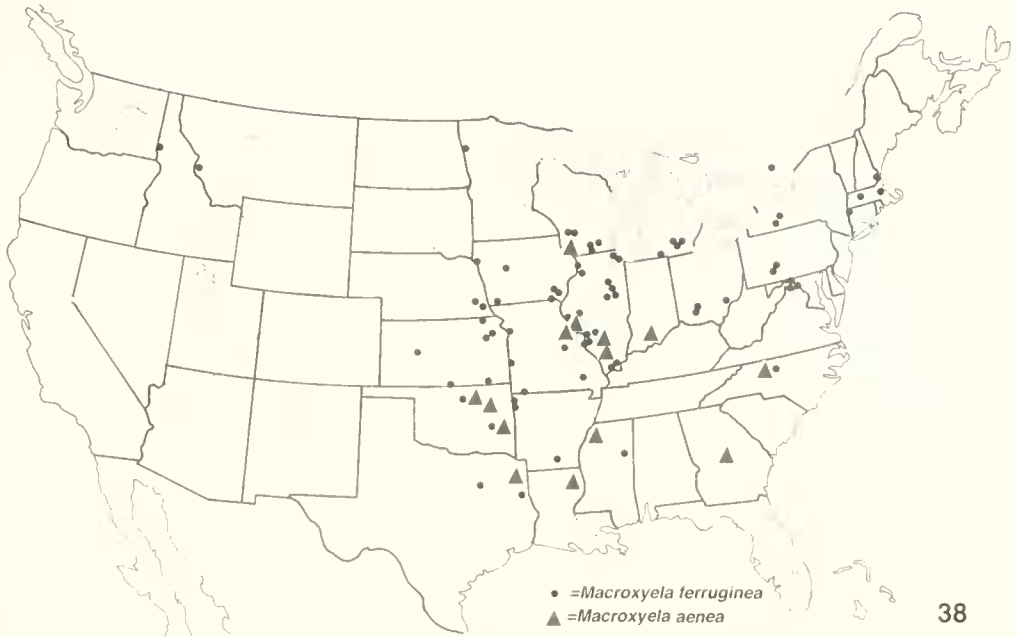 • =Macroxyela ferruginea
▲ =Macroxyela aenea
38